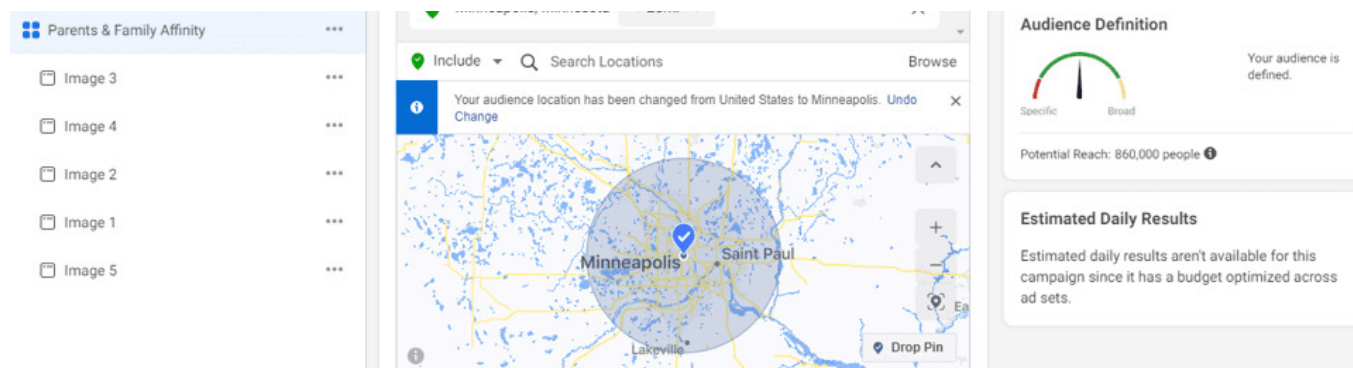 Parents & Family Affinity
Image 3
Image 4
Image 2
Image 1
Image 5
Minneapolis, Minnesota
Include
Search Locations
Browse
Your audience location has been changed from United States to Minneapolis. Undo
Change
Minneapolis
Saint Paul
Ea
Lakeville
Drop Pin
Audience Definition
Your audience is
defined.
Specific
Broad
Potential Reach: 860,000 people
Estimated Daily Results
Estimated daily results aren't available for this
campaign since it has a budget optimized across
ad sets.